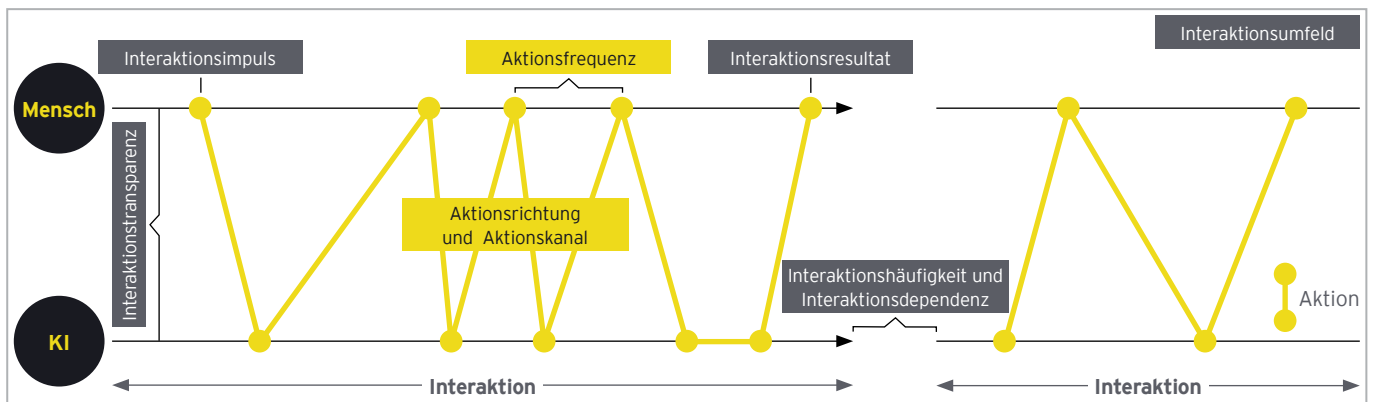 Interaktionsimpuls
Aktionsfrequenz
Interaktionsresultat
Interaktionsumfeld
Mensch
Interaktionstransparenz
Aktionsrichtung
und Aktionskanal
Interaktionshäufigkeit und
Interaktionsdependenz
Aktion
KI
Interaktion
Interaktion